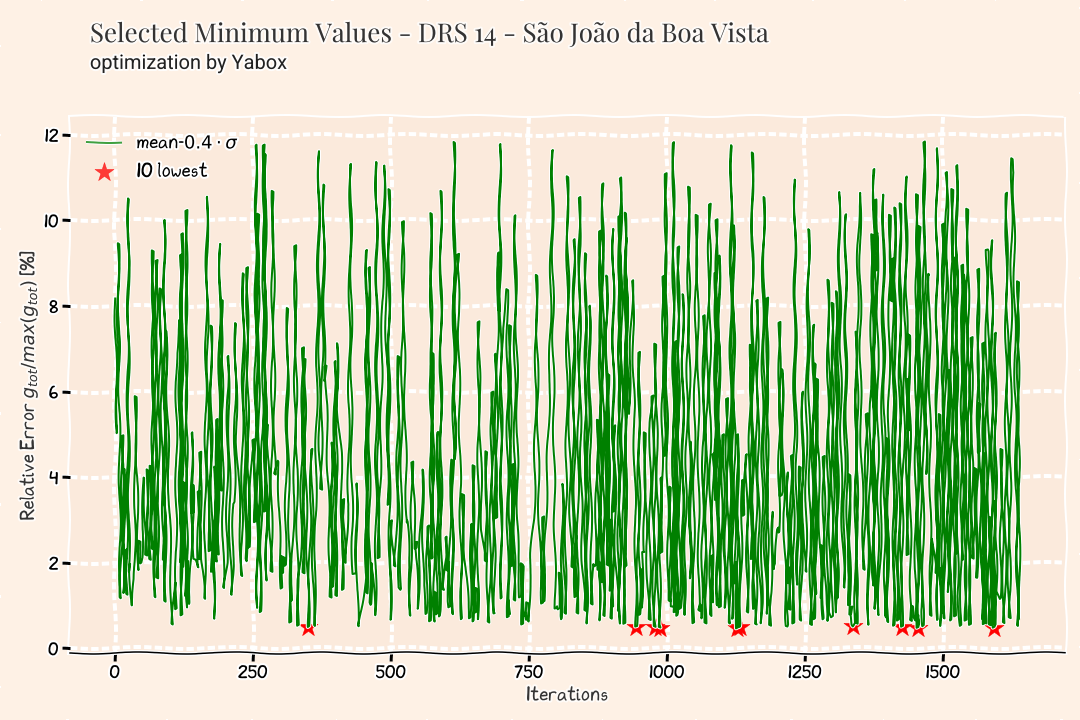 Selected Minimum Values - DRS 14 - São João da Boa Vista
optimization by Yabox
mean-0.4 · σ
10 lowest
Relative Error g_tot/max(g_tot) [%]
12
10
8
6
4
2
0
0 250 500 750 1000 1250 1500
Iterations